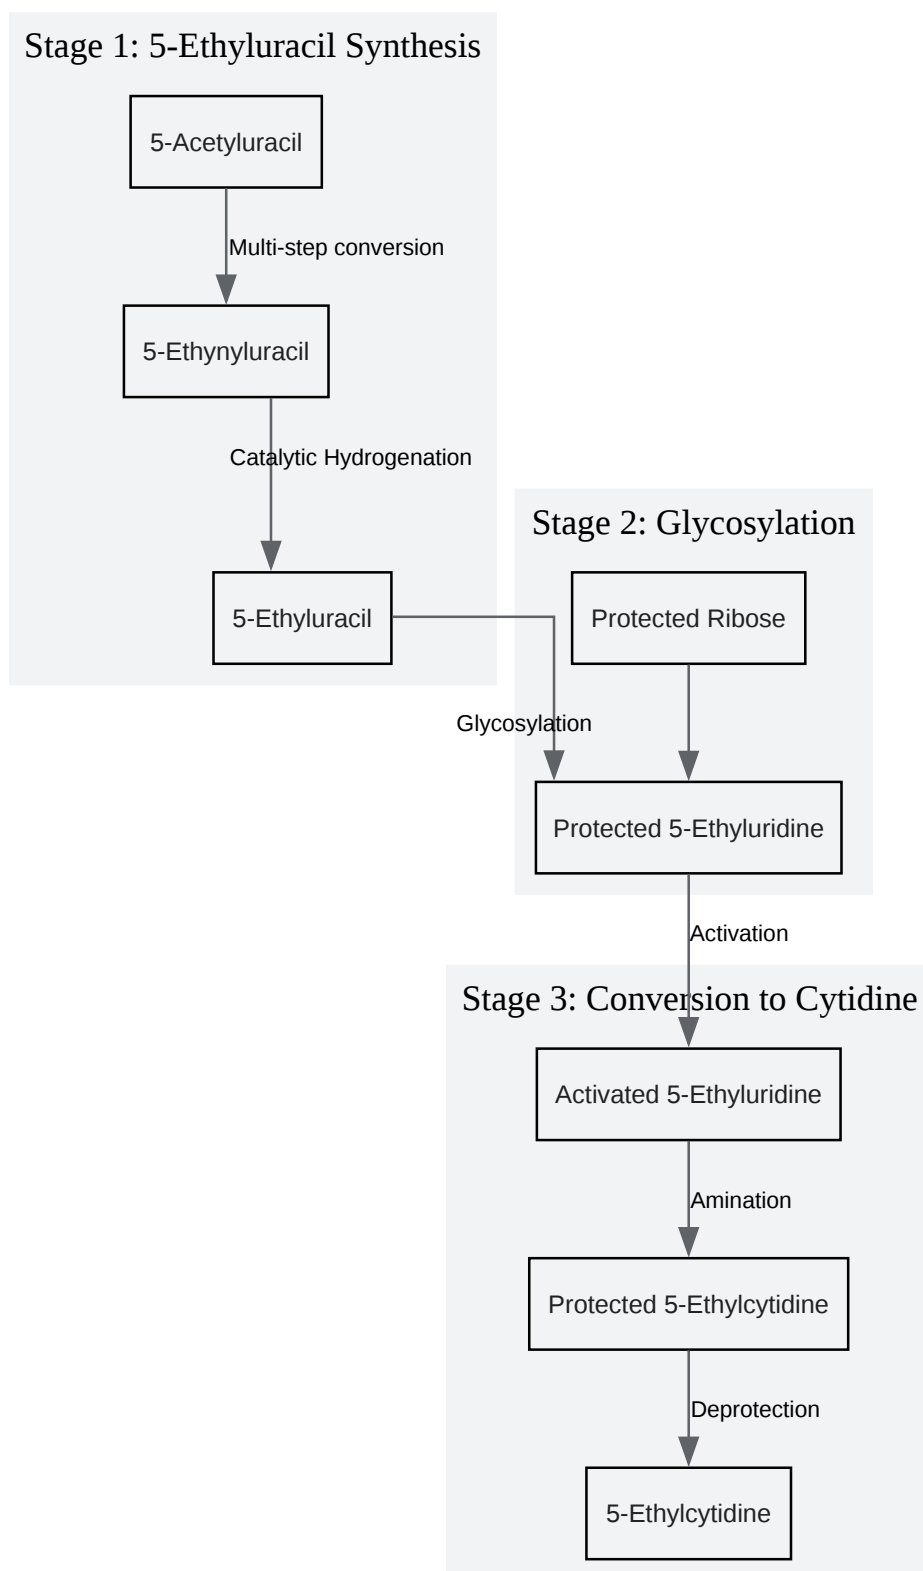 Stage 1: 5-Ethyluracil Synthesis
5-Acetyluracil
Multi-step conversion
5-Ethynyluracil
Catalytic Hydrogenation
5-Ethyluracil
Stage 2: Glycosylation
Protected Ribose
Glycosylation
Protected 5-Ethyluridine
Activation
Stage 3: Conversion to Cytidine
Activated 5-Ethyluridine
Amination
Protected 5-Ethylcytidine
Deprotection
5-Ethylcytidine